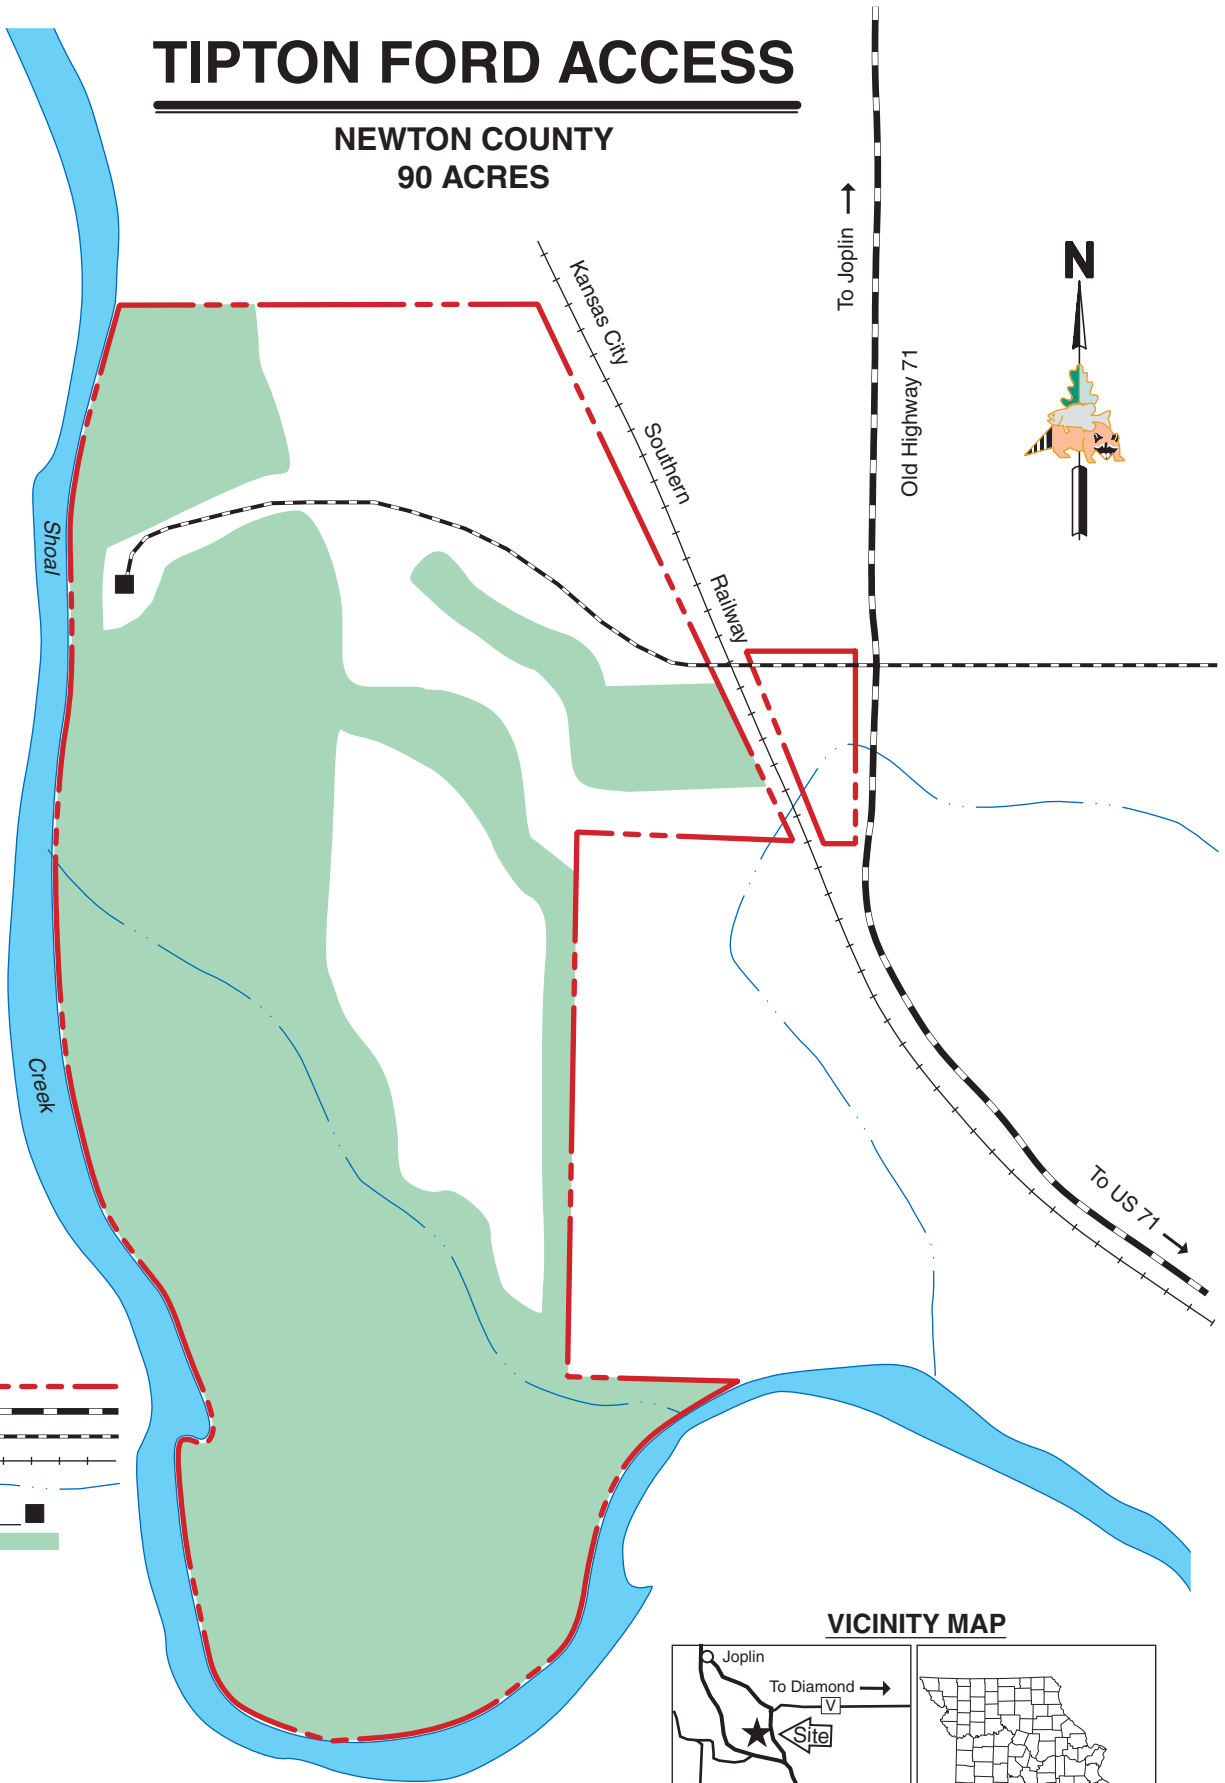 TIPTON FORD ACCESS
NEWTON COUNTY
90 ACRES
To Joplin
N
Kansas City
Southern
Railway
Old Highway 71
Shoal
Creek
To US 71
VICINITY MAP
Joplin
To Diamond
V
Site